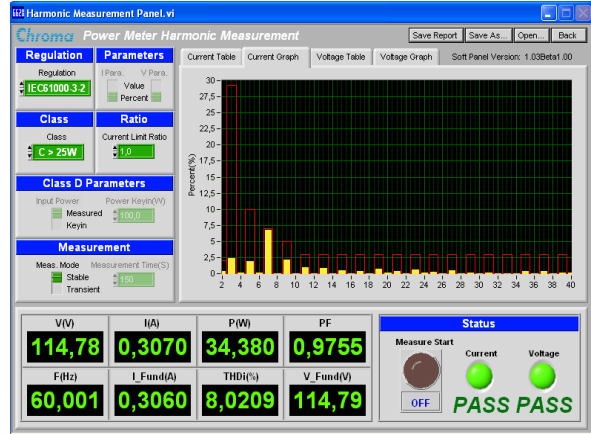 Harmonic Measurement Panel.vi
Chroma Power Meter Harmonic Measurement
Save Report Save As... Open... Back
Regulation Parameters
Current Table Current Graph Voltage Table Voltage Graph Soft Panel Version: 1.03Beta1.00
Regulation
IEC61000-3-2
I Para. V Para.
Value
Percent
Class Ratio
Class
C > 25W
Current Limit Ratio
1,0
Class D Parameters
Input Power Power Keyin(W)
Measured 100,0
Keyin
Measurement
Meas. Mode Measurement Time(S)
Stable 150
Transient
Percent(%)
30
27,5
25
22,5
20
17,5
15
12,5
10
7,5
5
2,5
0
2 4 6 8 10 12 14 16 18 20 22 24 26 28 30 32 34 36 38 40
V(V) I(A) P(W) PF
114,78 0,3070 34,380 0,9755
F(Hz) I_Fund(A) THDi(%) V_Fund(V)
60,001 0,3060 8,0209 114,79
Status
Measure Start
OFF
Current Voltage
PASS PASS